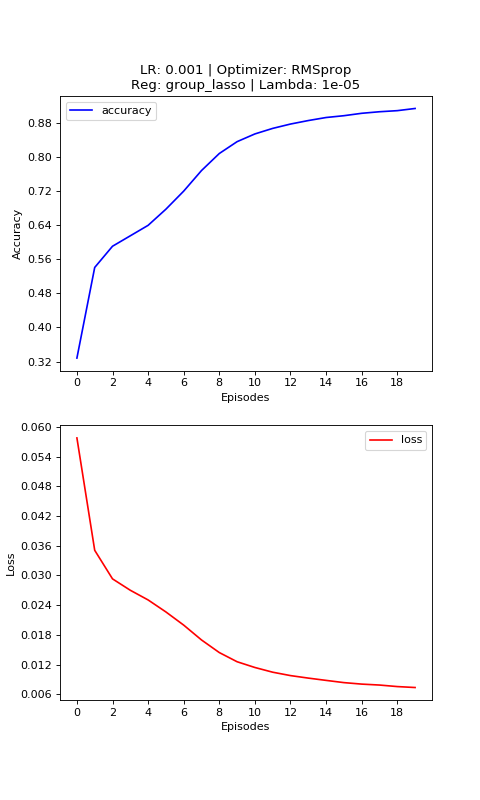 LR: 0.001 | Optimizer: RMSprop
Reg: group_lasso | Lambda: 1e-05
accuracy
0.88
0.80
0.72
0.64
0.56
0.48
0.40
0.32
Accuracy
0 2 4 6 8 10 12 14 16 18
Episodes
loss
0.060
0.054
0.048
0.042
0.036
0.030
0.024
0.018
0.012
0.006
Loss
0 2 4 6 8 10 12 14 16 18
Episodes